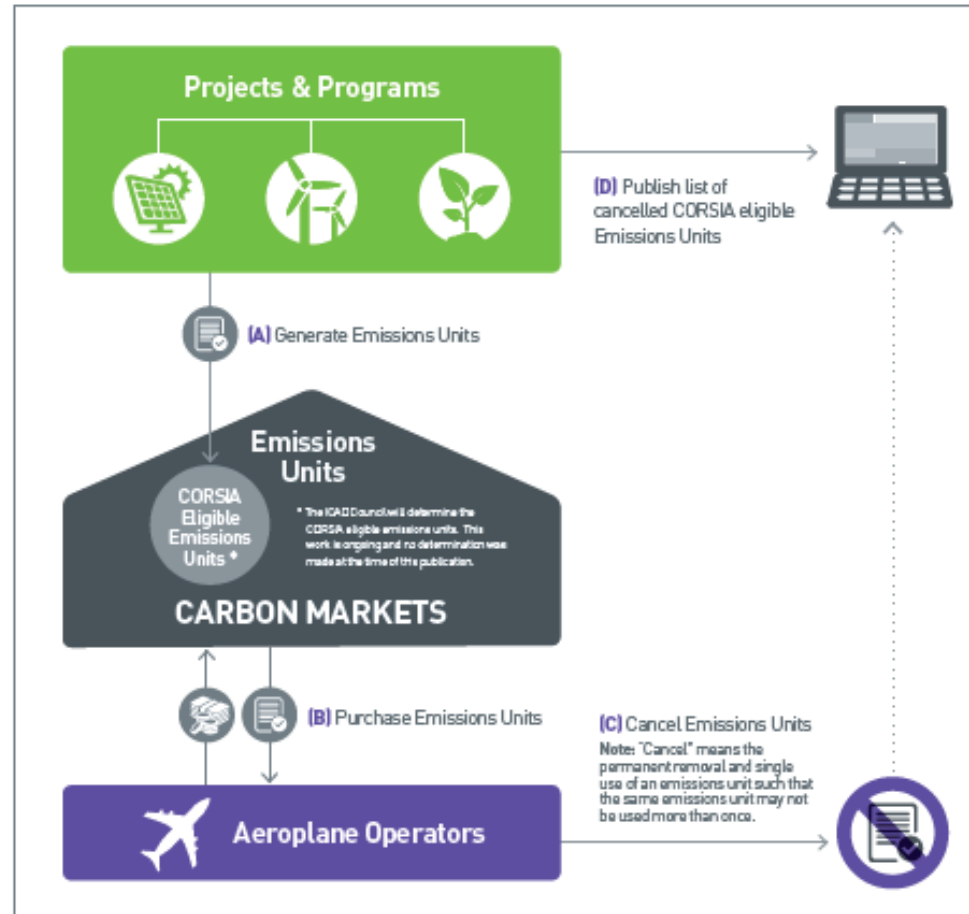 Projects & Programs
(D) Publish list of
cancelled CORSIA eligible
Emissions Units
(A) Generate Emissions Units
Emissions
Units
CORSIA
Eligible
Emissions
Units *
* The ICAO Council will determine the
CORSIA eligible emissions units. This
work is ongoing and no determination was
made at the time of this publication.
CARBON MARKETS
(B) Purchase Emissions Units
(C) Cancel Emissions Units
Note: "Cancel" means the
permanent removal and single
use of an emissions unit such that
the same emissions unit may not
be used more than once.
Aeroplane Operators